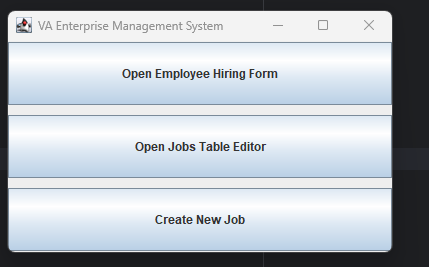 VA Enterprise Management System
Open Employee Hiring Form
Open Jobs Table Editor
Create New Job